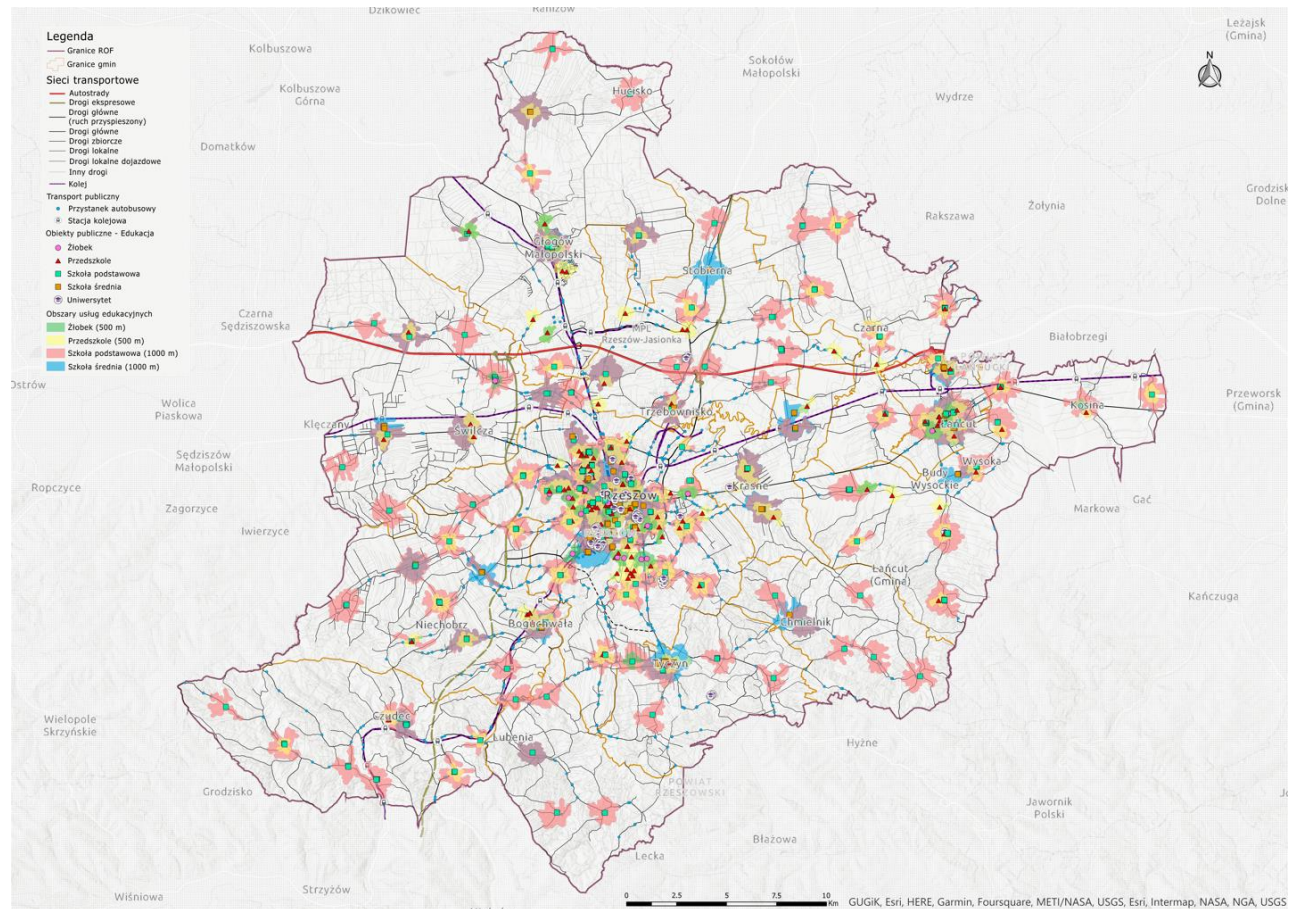 Dzikowiec
Raniżów
Leżajsk
(Gmina)
Legenda
Granice ROF
Granice gmin
Sieci transportowe
Autostrady
Drogi ekspresowe
Drogi główne
(ruch przyspieszony)
Drogi główne
Drogi zbiorcze
Drogi lokalne
Drogi lokalne dojazdowe
Inny drogi
Kolej
Transport publiczny
Przystanek autobusowy
Stacja kolejowa
Obiekty publiczne - Edukacja
Żłobek
Przedszkole
Szkoła podstawowa
Szkoła średnia
Uniwersytet
Obszary usług edukacyjnych
Żłobek (500 m)
Przedszkole (500 m)
Szkoła podstawowa (1000 m)
Szkoła średnia (1000 m)
N
Kolbuszowa
Kolbuszowa
Górna
Domatków
Sokołów
Małopolski
Hucisko
Wydrze
Grodzisk
Dolne
Żołynia
Rakszawa
Głogów
Małopolski
Stobierna
Czarna
Sędziszowska
MPL
Rzeszów-Jasionka
Czarna
Białobrzegi
Ostrów
Wolica
Piaskowa
Klęczany
Świlcza
Trzebownisko
Łańcut
Kosina
Przeworsk
(Gmina)
Sędziszów
Małopolski
Ropczyce
Zagorzyce
Iwierzyce
Rzeszów
Krasne
Wysoka
Budy
Wysockie
Gać
Markowa
Łańcut
(Gmina)
Kańczuga
Niechobrz
Boguchwała
Chmielnik
Tyczyn
Wielopole
Skrzyńskie
Czudec
Lubenia
Hyżne
Grodzisko
POWIAT
RZESZOWSKI
Jawornik
Polski
Błażowa
Lecka
Wiśniowa
Strzyżów
0 2.5 5 7.5 10
Km
GUGiK, Esri, HERE, Garmin, Foursquare, METI/NASA, USGS, Esri, Intermap, NASA, NGA, USGS